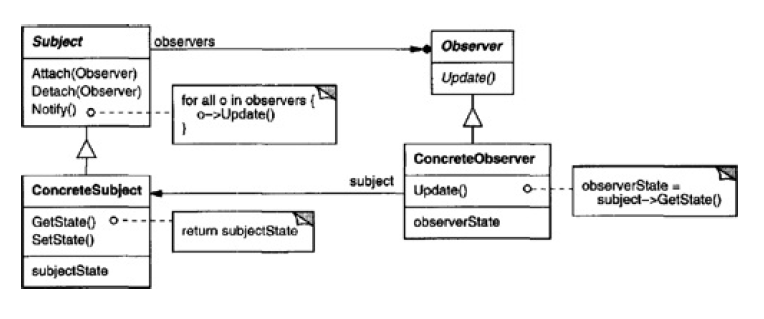 Subject
observers
Observer
Attach(Observer)
Detach(Observer)
Notify()
for all o in observers {
o->Update()
}
Update()
ConcreteSubject
GetState()
SetState()
subjectState
return subjectState
subject
ConcreteObserver
Update()
observerState
observerState =
subject->GetState()